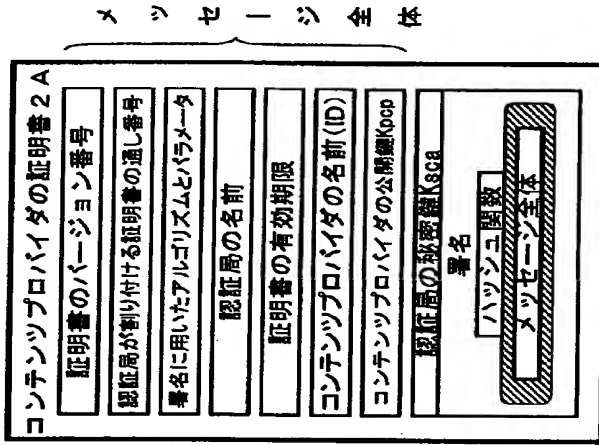 コンテンツプロバイダの証明書2A
証明書のバージョン番号
認証局が割り付ける証明書の通し番号
署名に用いたアルゴリズムとパラメータ
認証局の名前
証明書の有効期限
コンテンツプロバイダの名前(ID)
コンテンツプロバイダの公開鍵Kpcp
認証局の秘密鍵Ksca
署名
ハッシュ関数
メッセージ全体
メッセージ全体